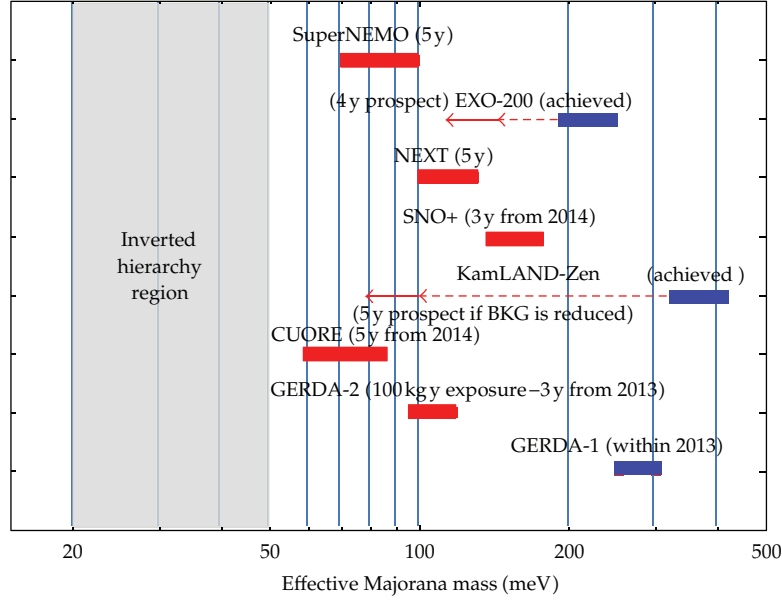 SuperNEMO (5 y)
(4 y prospect) EXO-200 (achieved)
NEXT (5 y)
SNO+ (3 y from 2014)
Inverted
hierarchy
region
KamLAND-Zen (achieved )
(5 y prospect if BKG is reduced)
CUORE (5 y from 2014)
GERDA-2 (100 kg y exposure–3 y from 2013)
GERDA-1 (within 2013)
20 50 100 200 500
Effective Majorana mass (meV)